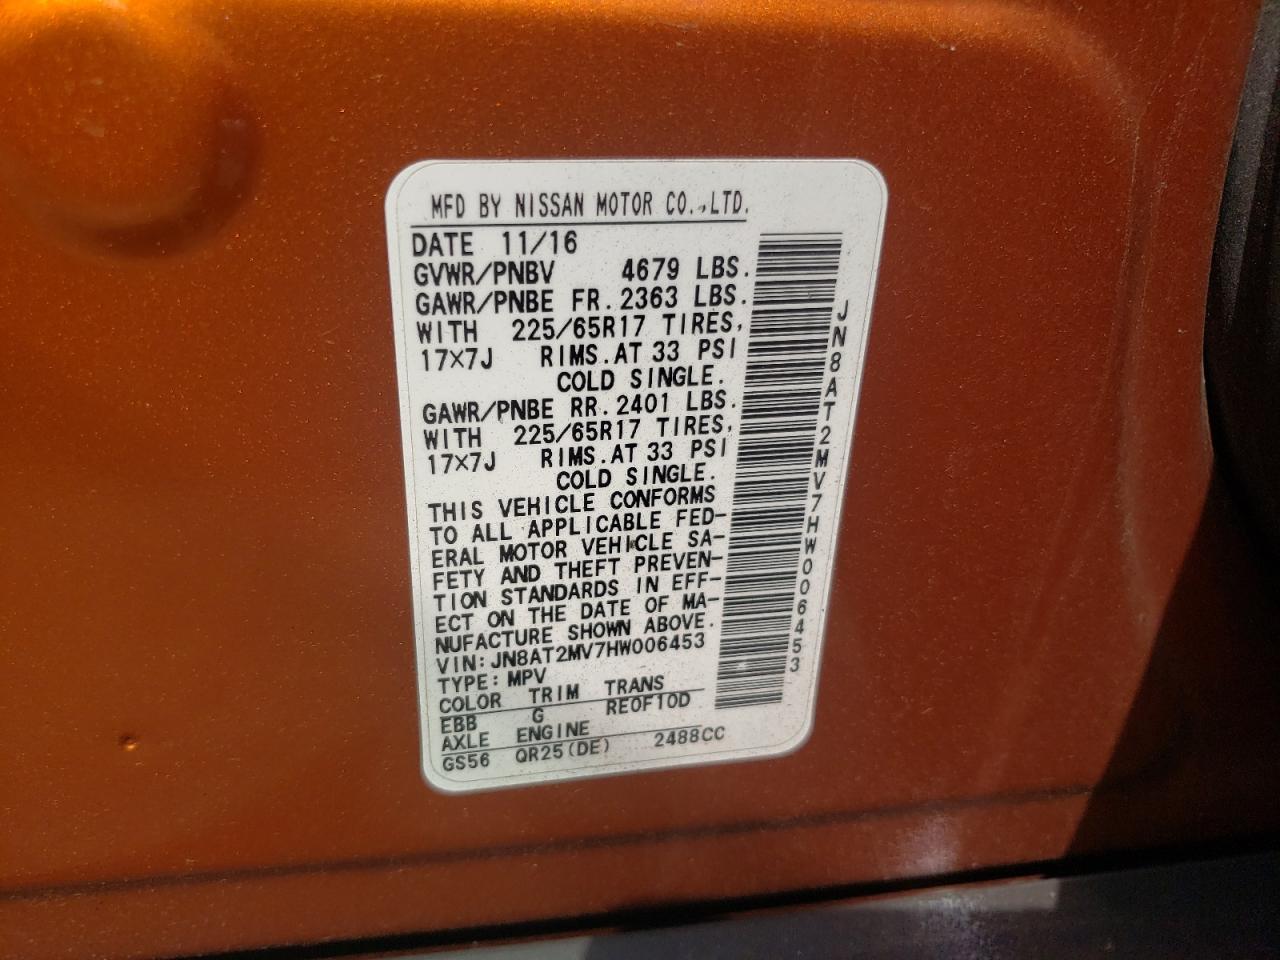 MFD BY NISSAN MOTOR CO.,LTD.
DATE 11/16
GVWR/PNBV 4679 LBS.
GAWR/PNBE FR. 2363 LBS.
WITH 225/65R17 TIRES,
17×7J RIMS. AT 33 PSI
COLD SINGLE.
GAWR/PNBE RR. 2401 LBS.
WITH 225/65R17 TIRES,
17×7J RIMS. AT 33 PSI
COLD SINGLE.
THIS VEHICLE CONFORMS
TO ALL APPLICABLE FED-
ERAL MOTOR VEHICLE SA-
FETY AND THEFT PREVEN-
TION STANDARDS IN EFF-
ECT ON THE DATE OF MA-
NUFACTURE SHOWN ABOVE.
VIN: JN8AT2MV7HW006453
TYPE: MPV
COLOR TRIM TRANS
EBB G RE0F10D
AXLE ENGINE
GS56 QR25(DE) 2488CC
JN8AT2MV7HW006453